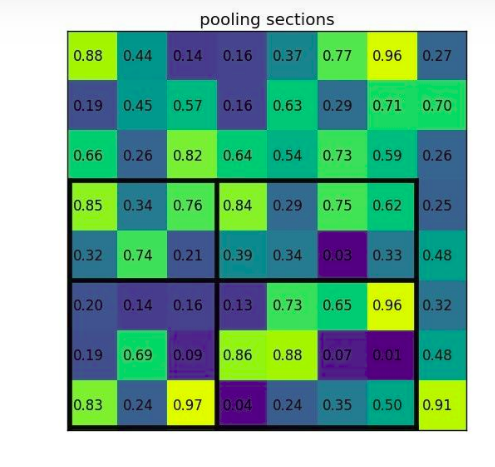 pooling sections
0.88 0.44 0.14 0.16 0.37 0.77 0.96 0.27
0.19 0.45 0.57 0.16 0.63 0.29 0.71 0.70
0.66 0.26 0.82 0.64 0.54 0.73 0.59 0.26
0.85 0.34 0.76 0.84 0.29 0.75 0.62 0.25
0.32 0.74 0.21 0.39 0.34 0.03 0.33 0.48
0.20 0.14 0.16 0.13 0.73 0.65 0.96 0.32
0.19 0.69 0.09 0.86 0.88 0.07 0.01 0.48
0.83 0.24 0.97 0.04 0.24 0.35 0.50 0.91